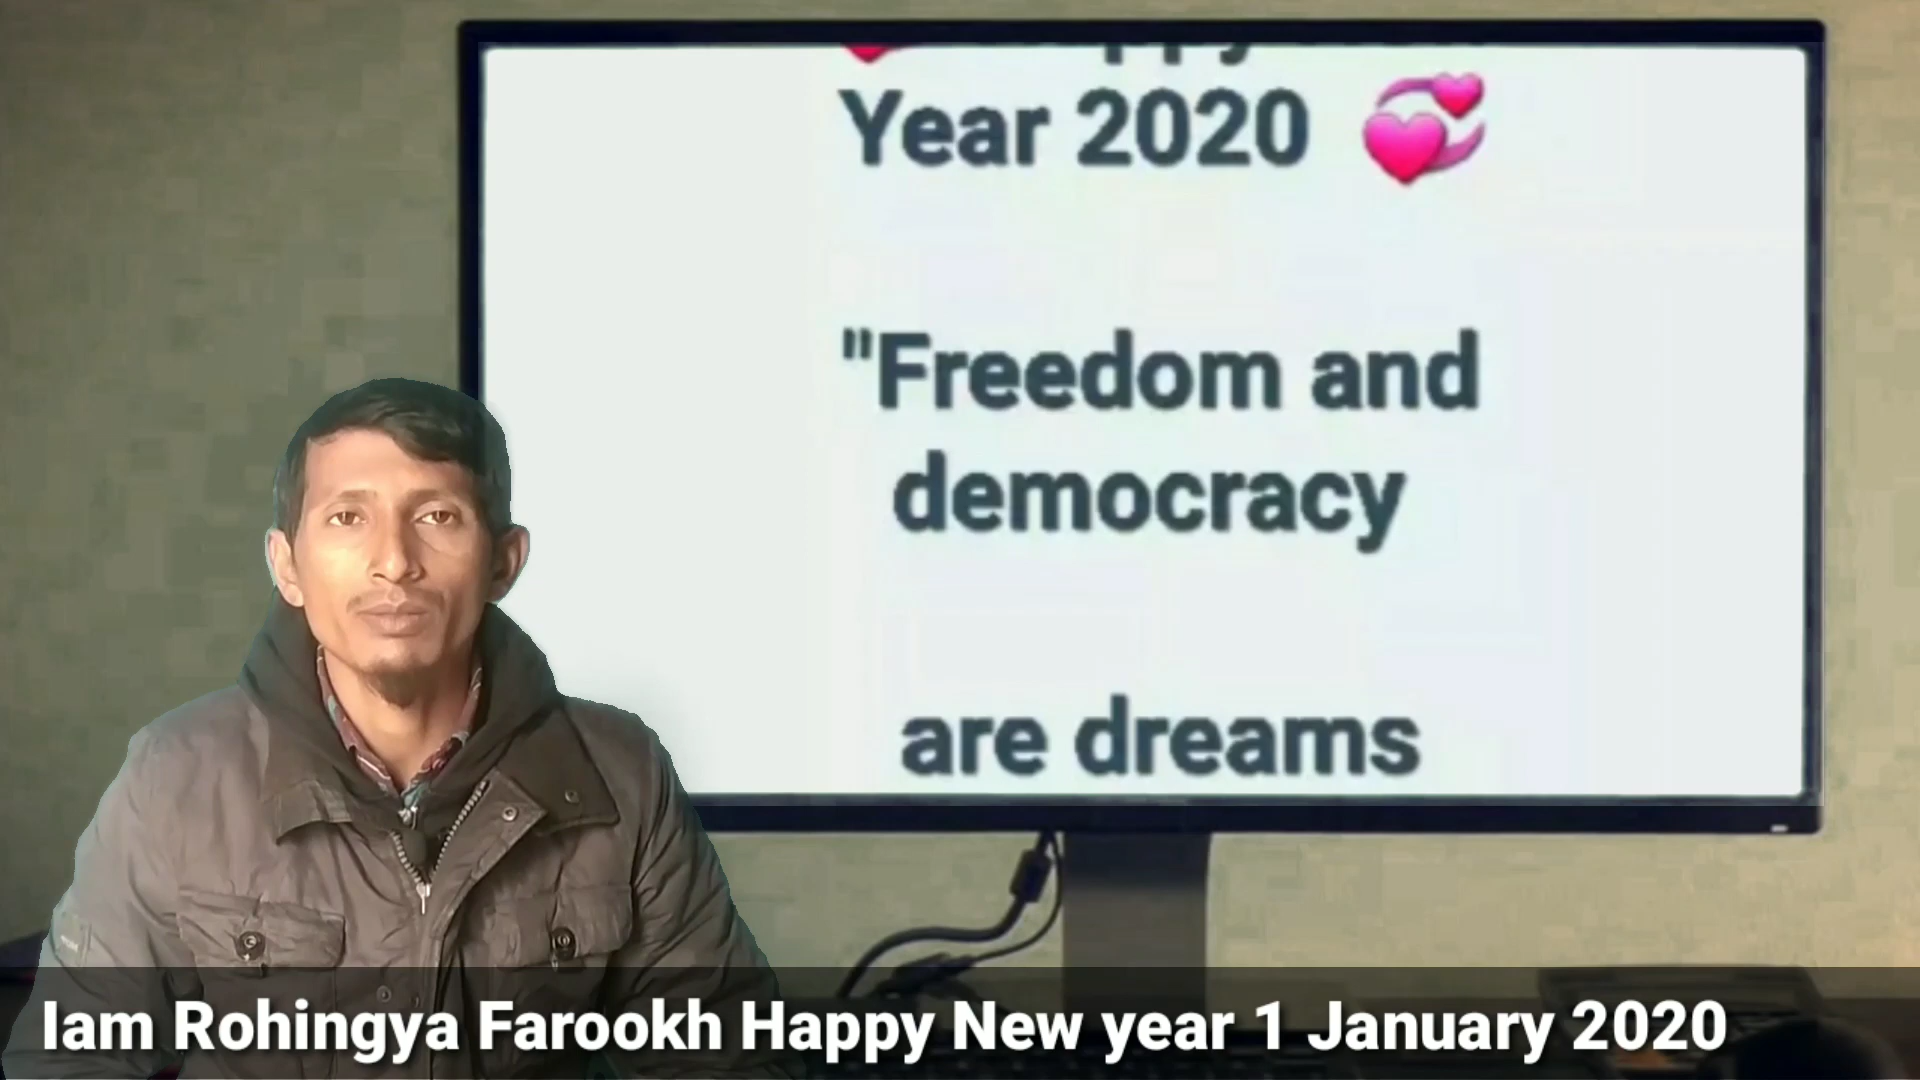 Year 2020 💞
"Freedom and
democracy
are dreams
Iam Rohingya Farookh Happy New year 1 January 2020